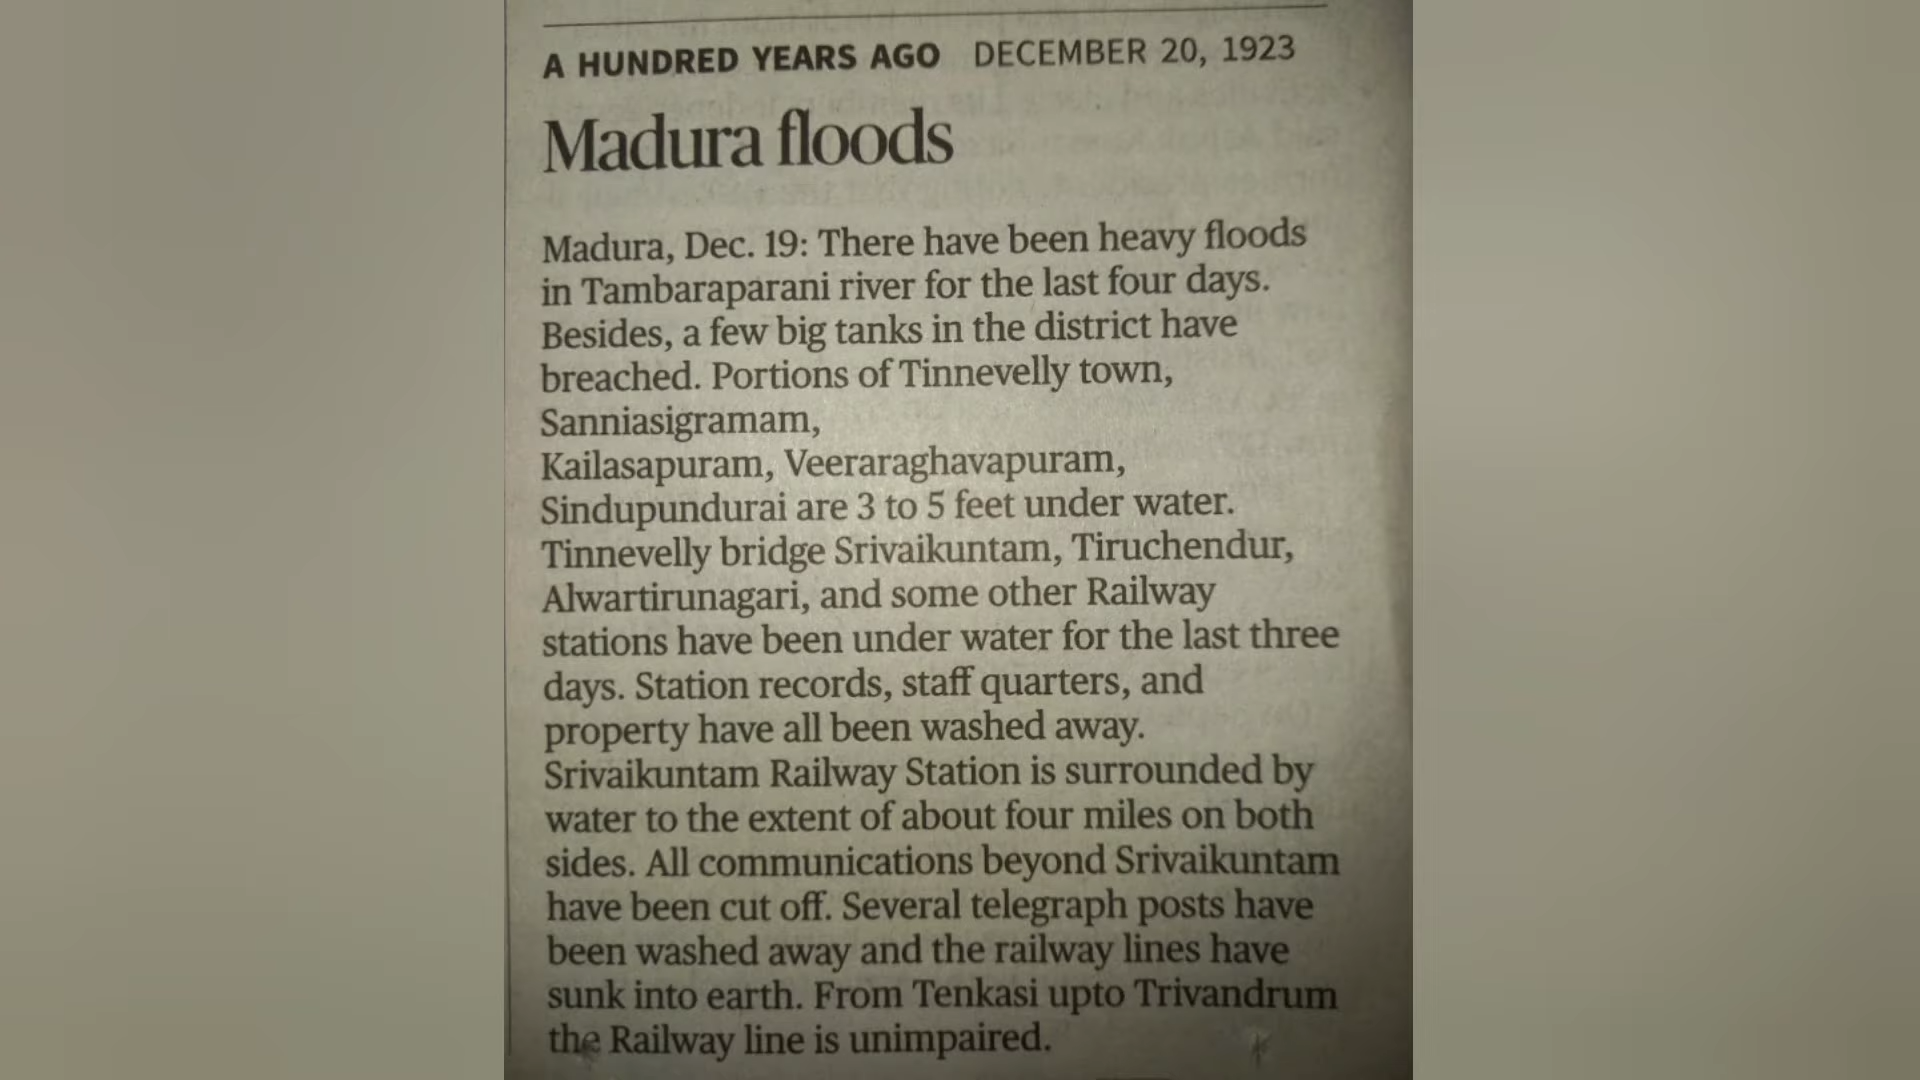 A HUNDRED YEARS AGO DECEMBER 20, 1923
Madura floods
Madura, Dec. 19: There have been heavy floods
in Tambaraparani river for the last four days.
Besides, a few big tanks in the district have
breached. Portions of Tinnevelly town,
Sanniasigramam,
Kailasapuram, Veeraraghavapuram,
Sindupundurai are 3 to 5 feet under water.
Tinnevelly bridge Srivaikuntam, Tiruchendur,
Alwartirunagari, and some other Railway
stations have been under water for the last three
days. Station records, staff quarters, and
property have all been washed away.
Srivaikuntam Railway Station is surrounded by
water to the extent of about four miles on both
sides. All communications beyond Srivaikuntam
have been cut off. Several telegraph posts have
been washed away and the railway lines have
sunk into earth. From Tenkasi upto Trivandrum
the Railway line is unimpaired.